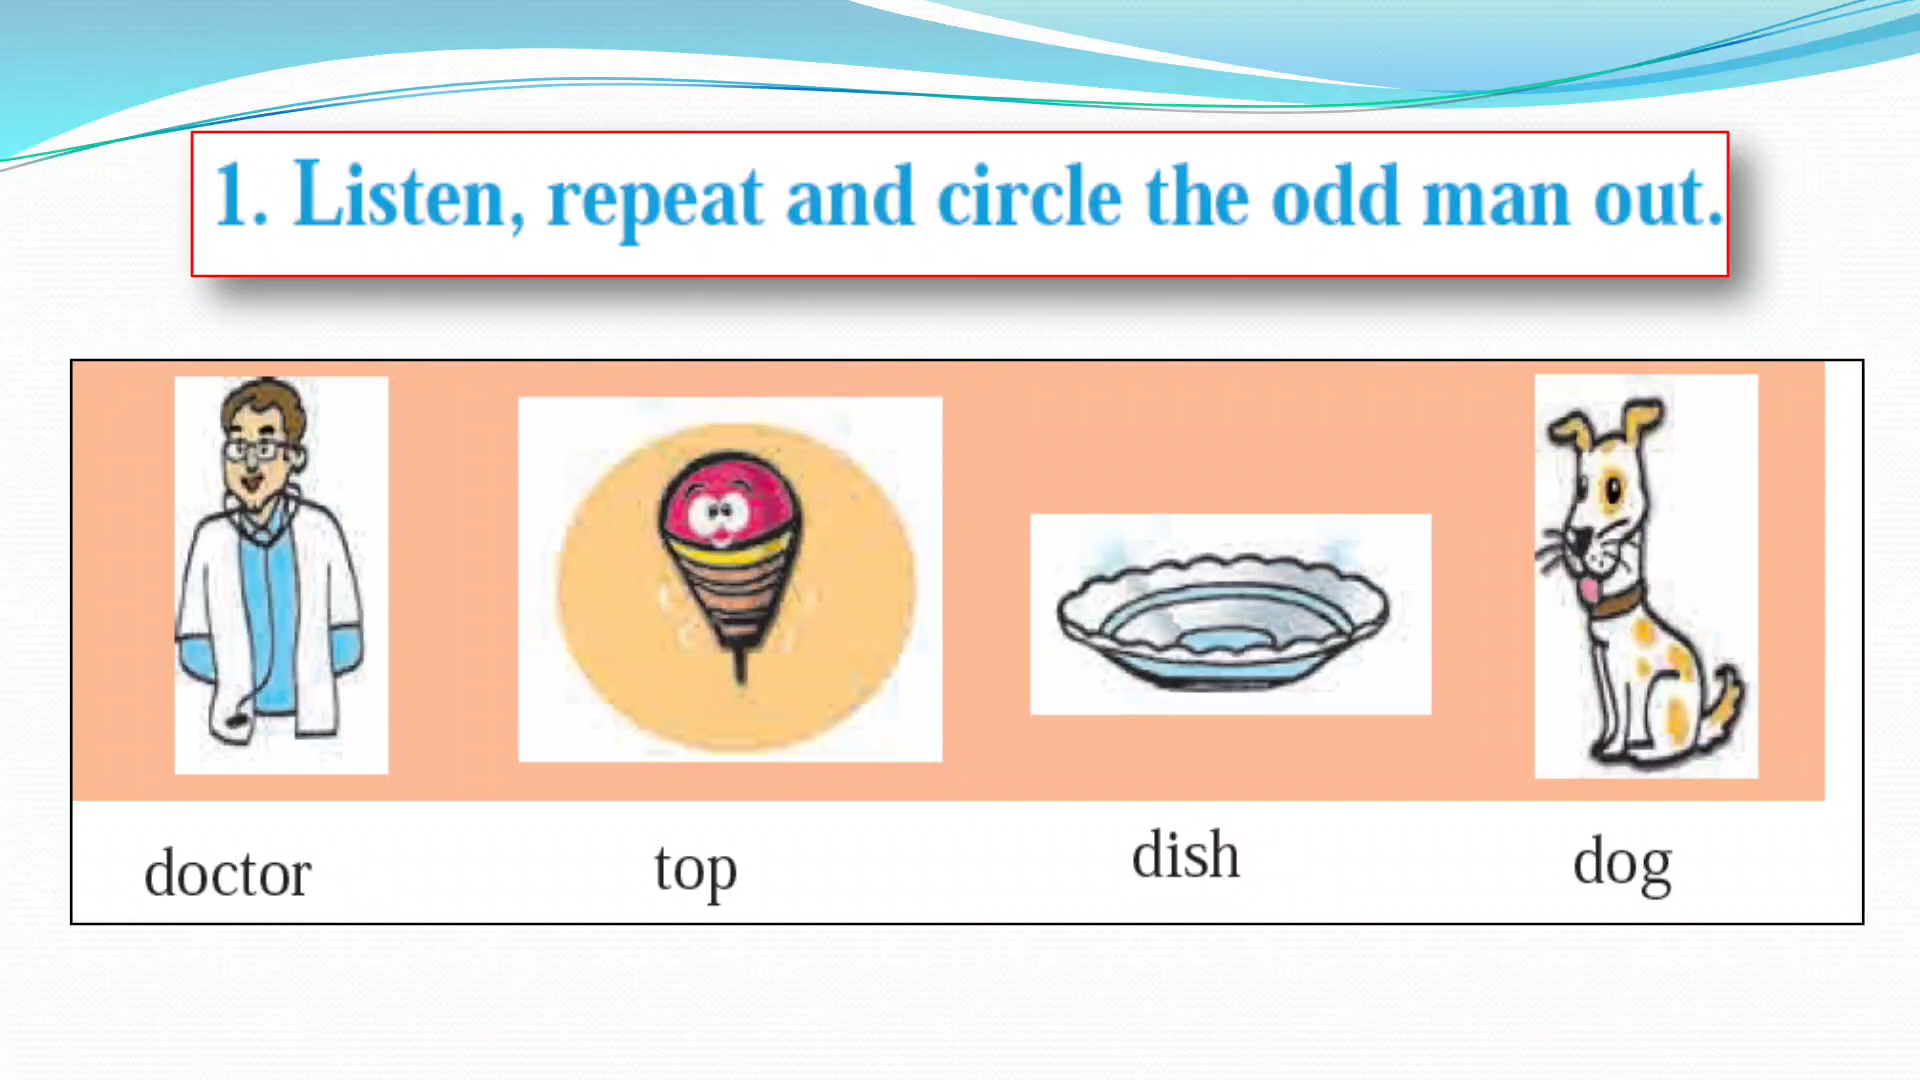 1. Listen, repeat and circle the odd man out.
doctor top dish dog